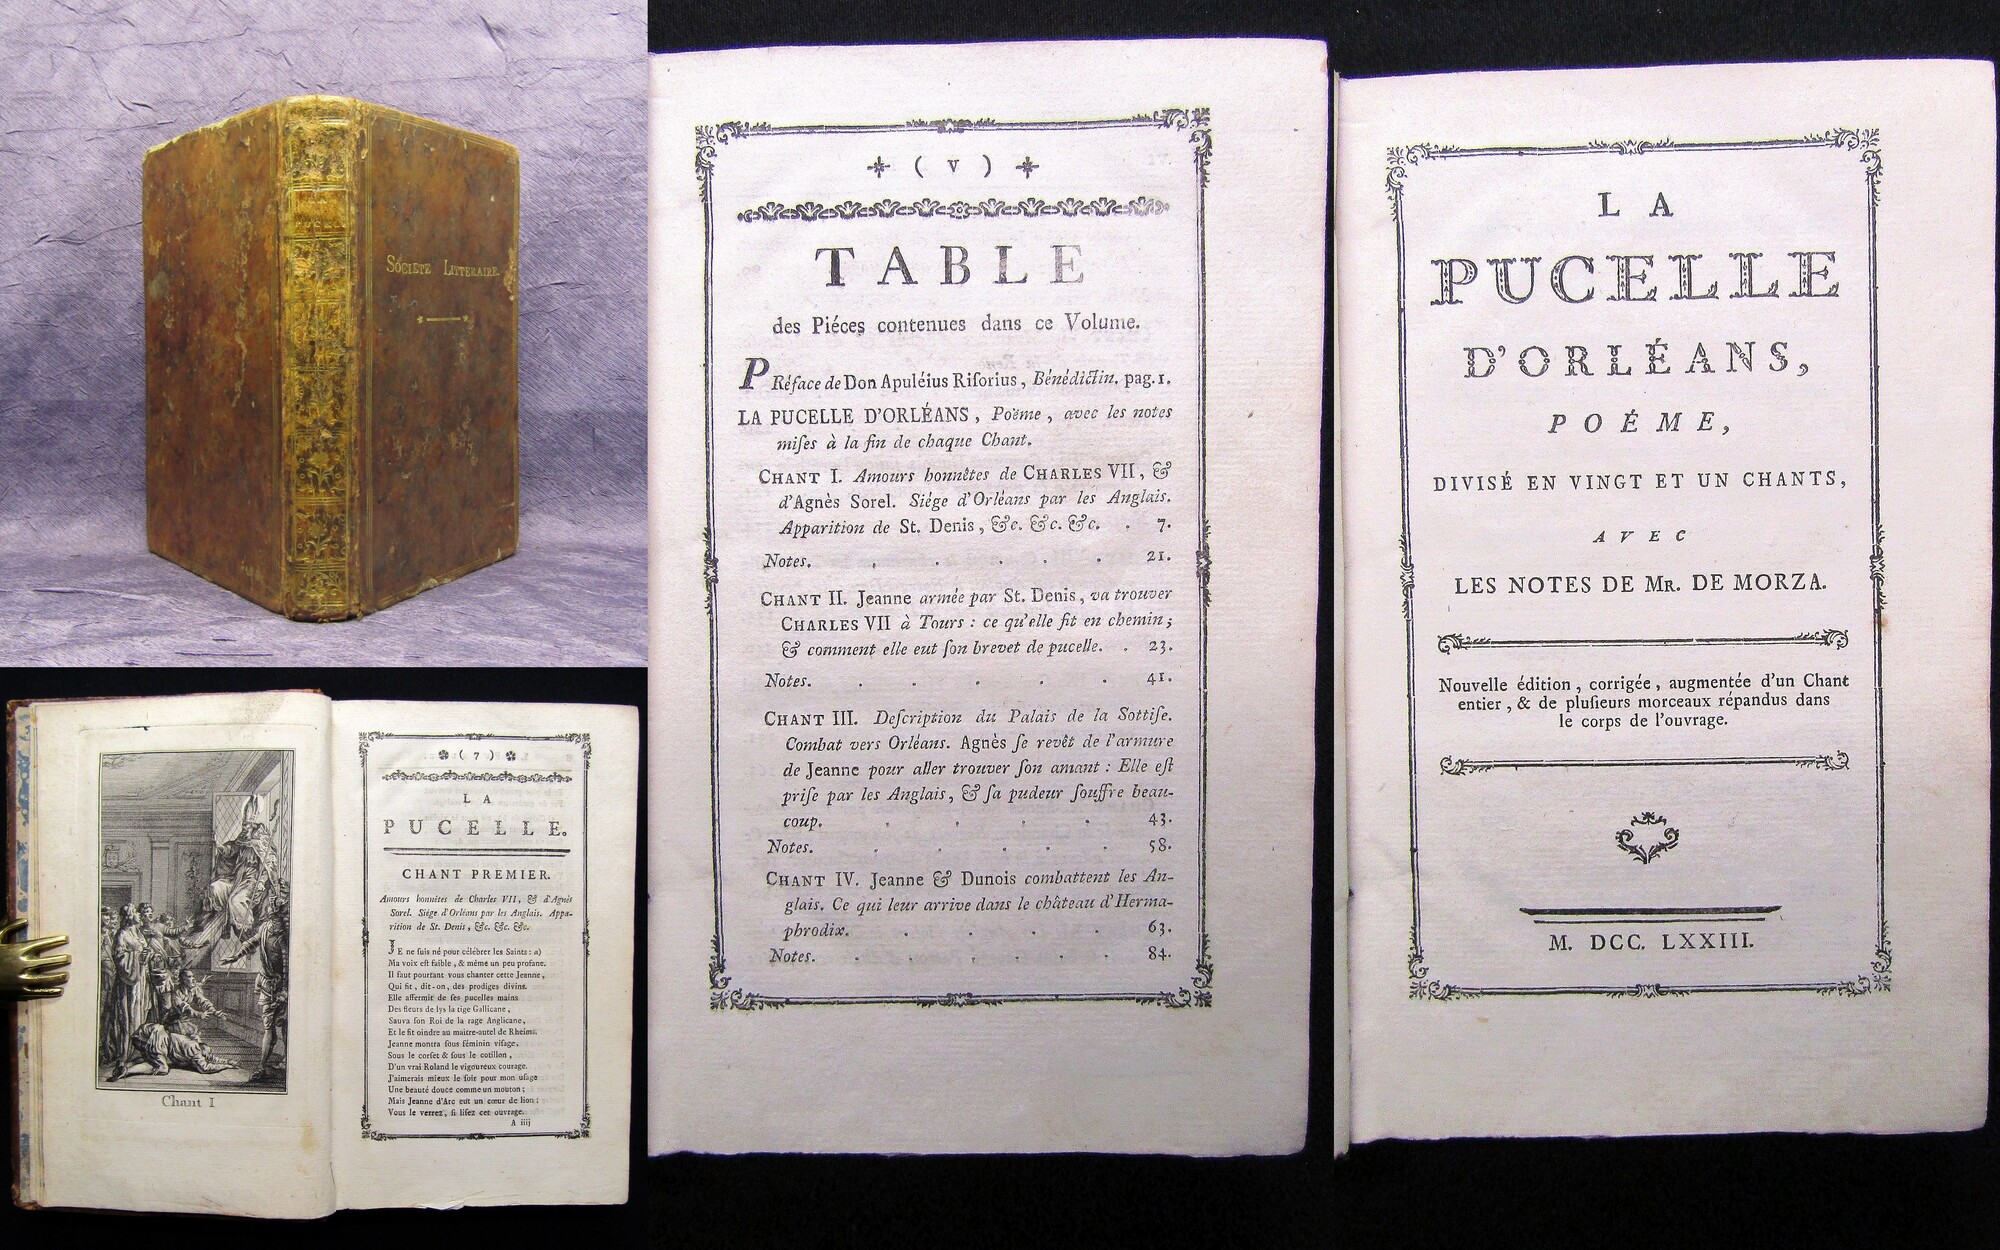 LA
PUCEL
SOCIETE LITTERAIRE.
Chant I
( 7 )
LA
PUCELLE.
CHANT PREMIER.
Amours honnêtes de Charles VII, & d'Agnès
Sorel. Siége d'Orléans par les Anglais. Appa-
rition de St. Denis, &c. &c. &c.
JE ne ſuis né pour célébrer les Saints : a)
Ma voix eſt faible, & même un peu profane.
Il faut pourtant vous chanter cette Jeanne,
Qui fit, dit-on, des prodiges divins.
Elle affermit de ſes pucelles mains
Des fleurs de lys la tige Gallicane,
Sauva ſon Roi de la rage Anglicane,
Et le fit oindre au maitre-autel de Rheims.
Jeanne montra ſous féminin viſage,
Sous le corſet & ſous le cotillon,
D'un vrai Roland le vigoureux courage.
J'aimerais mieux le ſoir pour mon uſage
Une beauté douce comme un mouton ;
Mais Jeanne d'Arc eut un cœur de lion ;
Vous le verrez, ſi liſez cet ouvrage.
A iiij
( V )
TABLE
des Piéces contenues dans ce Volume.
PRéface de Don Apuléius Riſorius, Bénédictin. pag. 1.
LA PUCELLE D'ORLÉANS, Poëme, avec les notes
miſes à la fin de chaque Chant.
CHANT I. Amours honnêtes de CHARLES VII, &
d'Agnès Sorel. Siége d'Orléans par les Anglais.
Apparition de St. Denis, &c. &c. &c. . 7.
Notes. . . . . . 21.
CHANT II. Jeanne armée par St. Denis, va trouver
CHARLES VII à Tours : ce qu'elle fit en chemin ;
& comment elle eut ſon brevet de pucelle. . 23.
Notes. . . . . . 41.
CHANT III. Deſcription du Palais de la Sottiſe.
Combat vers Orléans. Agnès ſe revêt de l'armure
de Jeanne pour aller trouver ſon amant : Elle eſt
priſe par les Anglais, & ſa pudeur ſouffre beau-
coup. . . . . . 43.
Notes. . . . . . 58.
CHANT IV. Jeanne & Dunois combattent les An-
glais. Ce qui leur arrive dans le château d'Herma-
phrodix. . . . . 63.
Notes. . . . . . 84.
LA
PUCELLE
D'ORLÉANS,
POËME,
DIVISÉ EN VINGT ET UN CHANTS,
AVEC
LES NOTES DE MR. DE MORZA.
Nouvelle édition, corrigée, augmentée d'un Chant
entier, & de pluſieurs morceaux répandus dans
le corps de l'ouvrage.
M. DCC. LXXIII.